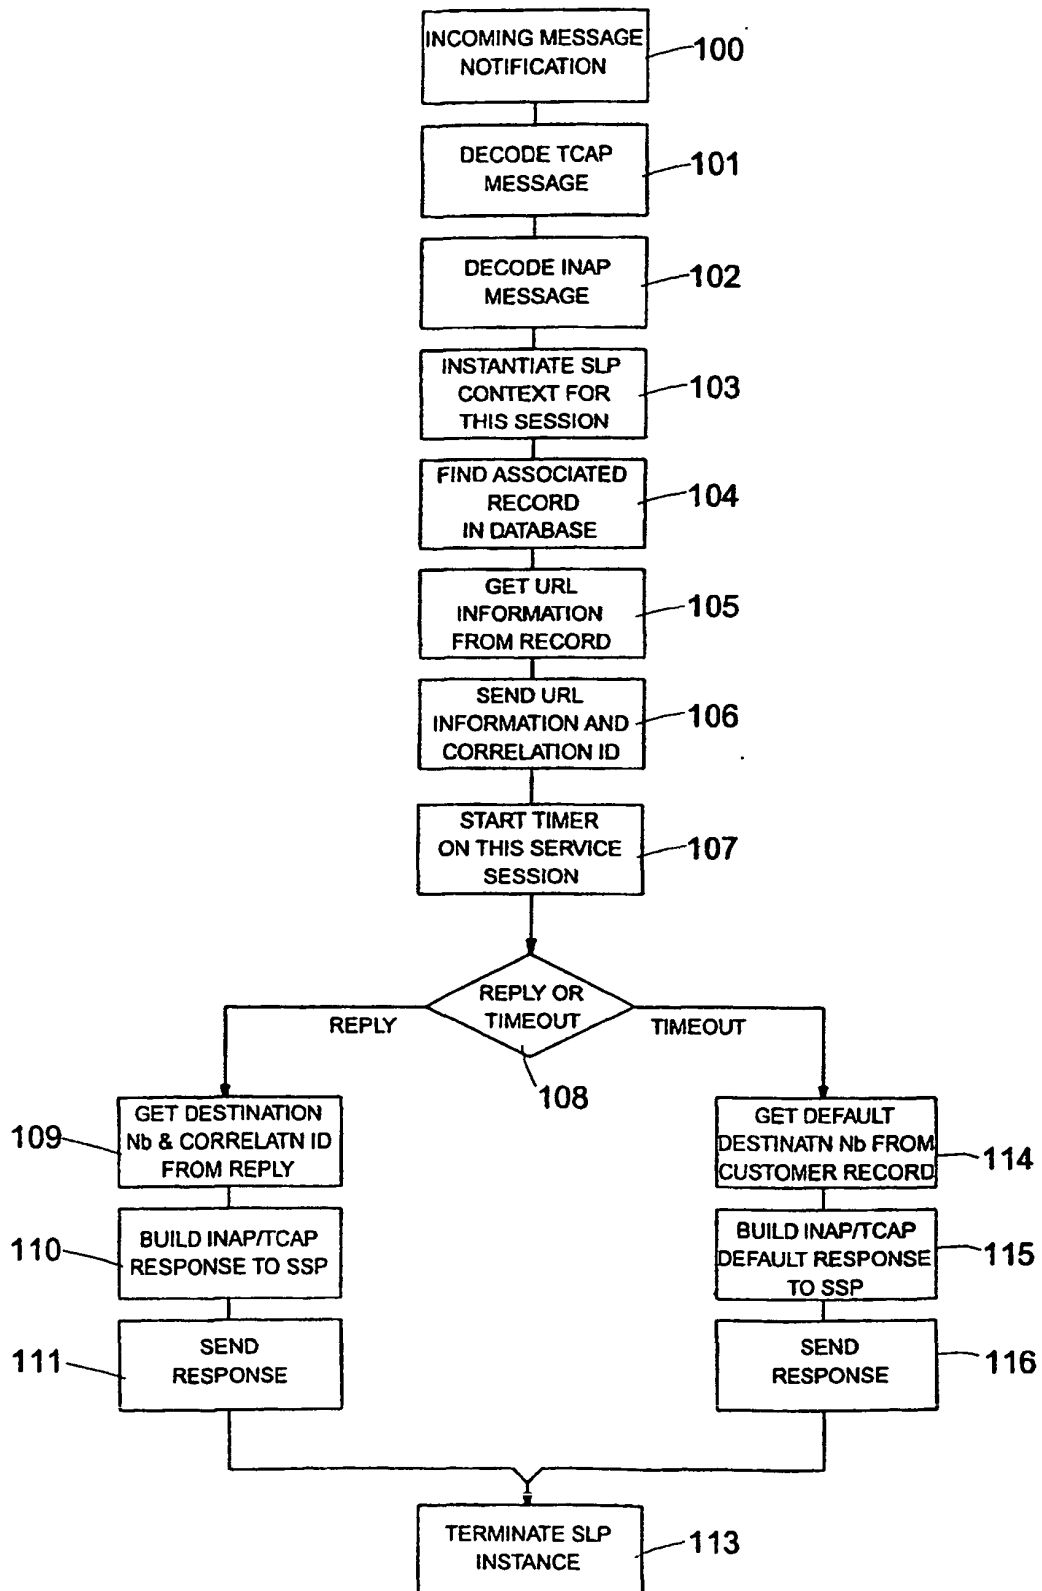 INCOMING MESSAGE
NOTIFICATION
100
DECODE TCAP
MESSAGE
101
DECODE INAP
MESSAGE
102
INSTANTIATE SLP
CONTEXT FOR
THIS SESSION
103
FIND ASSOCIATED
RECORD
IN DATABASE
104
GET URL
INFORMATION
FROM RECORD
105
SEND URL
INFORMATION AND
CORRELATION ID
106
START TIMER
ON THIS SERVICE
SESSION
107
REPLY OR
TIMEOUT
REPLY
TIMEOUT
108
109
GET DESTINATION
Nb & CORRELATN ID
FROM REPLY
GET DEFAULT
DESTINATN Nb FROM
CUSTOMER RECORD
114
110
BUILD INAP/TCAP
RESPONSE TO SSP
BUILD INAP/TCAP
DEFAULT RESPONSE
TO SSP
115
111
SEND
RESPONSE
SEND
RESPONSE
116
TERMINATE SLP
INSTANCE
113